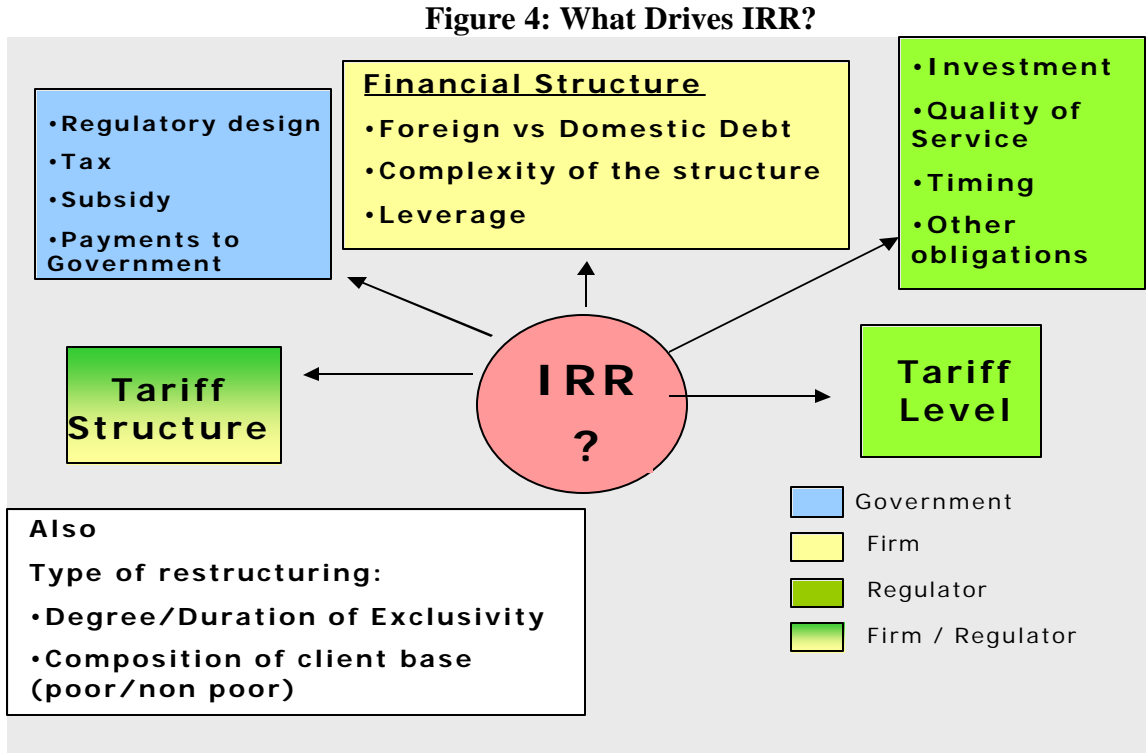 Figure 4: What Drives IRR?
•Regulatory design
•Tax
•Subsidy
•Payments to
Government
Financial Structure
•Foreign vs Domestic Debt
•Complexity of the structure
•Leverage
•Investment
•Quality of
Service
•Timing
•Other
obligations
Tariff
Structure
IRR
?
Tariff
Level
Also
Type of restructuring:
•Degree/Duration of Exclusivity
•Composition of client base
(poor/non poor)
Government
Firm
Regulator
Firm / Regulator